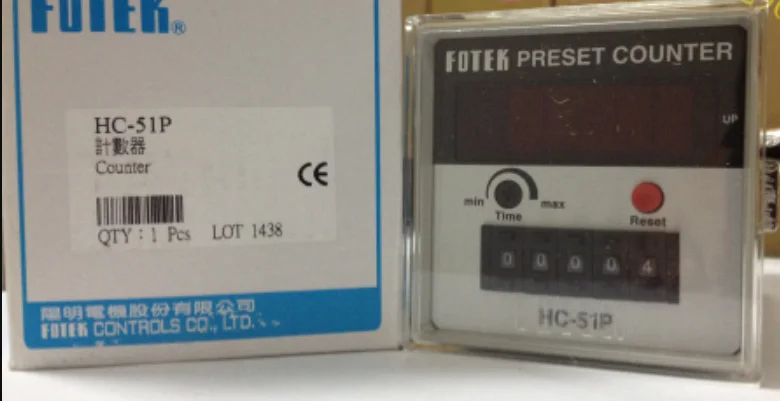 FOTEK®
HC-51P
計數器
Counter
CE
QTY : 1 Pcs LOT 1438
陽明電機股份有限公司
FOTEK CONTROLS CO., LTD.
FOTEK PRESET COUNTER
UP
min max
Time
Reset
0 0 0 0 4
HC-51P